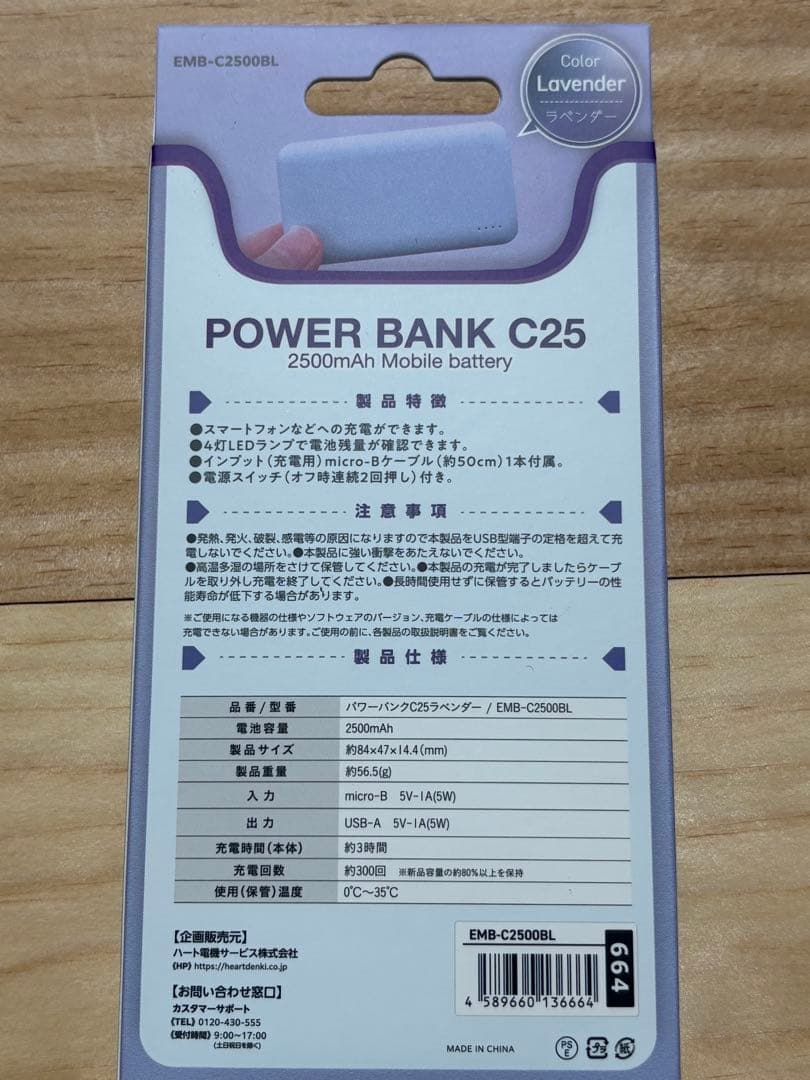 EMB-C2500BL
Color
Lavender
ラベンダー
POWER BANK C25
2500mAh Mobile battery
製品特徴
●スマートフォンなどへの充電ができます。
●4灯LEDランプで電池残量が確認できます。
●インプット(充電用)micro-Bケーブル(約50cm)1本付属。
●電源スイッチ(オフ時連続2回押し)付き。
注意事項
●発熱、発火、破裂、感電等の原因になりますので本製品をUSB型端子の定格を超えて充
電しないでください。●本製品に強い衝撃をあたえないでください。
●高温多湿の場所をさけて保管してください。●本製品の充電が完了しましたらケーブ
ルを取り外し充電を終了してください。●長時間使用せずに保管するとバッテリーの性
能寿命が低下する場合があります。
※ご使用になる機器の仕様やソフトウェアのバージョン、充電ケーブルの仕様によっては
充電できない場合があります。ご使用の前に、各製品の取扱説明書をご覧ください。
製品仕様
品番/型番 パワーバンクC25ラベンダー / EMB-C2500BL
電池容量 2500mAh
製品サイズ 約84×47×14.4(mm)
製品重量 約56.5(g)
入力 micro-B 5V-1A(5W)
出力 USB-A 5V-1A(5W)
充電時間(本体) 約3時間
充電回数 約300回 ※新品容量の約80%以上を保持
使用(保管)温度 0℃〜35℃
【企画販売元】
ハート電機サービス株式会社
《HP》https://heartdenki.co.jp
【お問い合わせ窓口】
カスタマーサポート
《TEL》0120-430-555
《受付時間》9:00〜17:00
(土日祝日を除く)
EMB-C2500BL
4 589660 136664
664
MADE IN CHINA
PS
E
プラ
紙